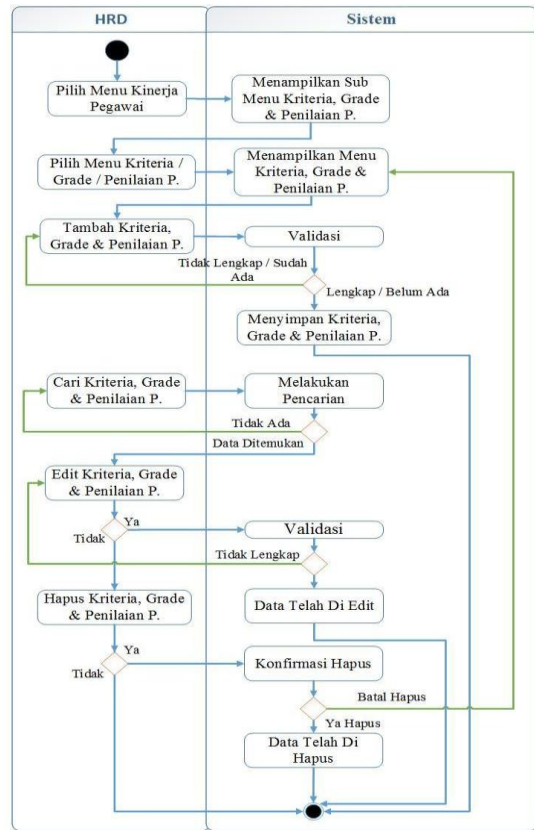 HRD
Sistem
Pilih Menu Kinerja
Pegawai
Menampilkan Sub
Menu Kriteria, Grade
& Penilaian P.
Pilih Menu Kriteria /
Grade / Penilaian P.
Menampilkan Menu
Kriteria, Grade &
Penilaian P.
Tambah Kriteria,
Grade & Penilaian P.
Validasi
Tidak Lengkap / Sudah
Ada
Lengkap / Belum Ada
Menyimpan Kriteria,
Grade & Penilaian P.
Cari Kriteria, Grade
& Penilaian P.
Melakukan
Pencarian
Tidak Ada
Data Ditemukan
Edit Kriteria, Grade
& Penilaian P.
Ya
Tidak
Validasi
Tidak Lengkap
Hapus Kriteria, Grade
& Penilaian P.
Data Telah Di Edit
Ya
Tidak
Konfirmasi Hapus
Batal Hapus
Ya Hapus
Data Telah Di
Hapus